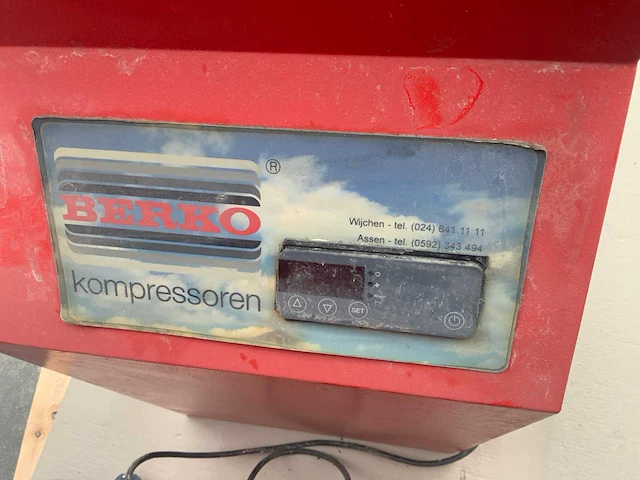 BERKO ®
kompressoren
Wijchen - tel. (024) 641 11 11
Assen - tel. (0592) 343 494
SET